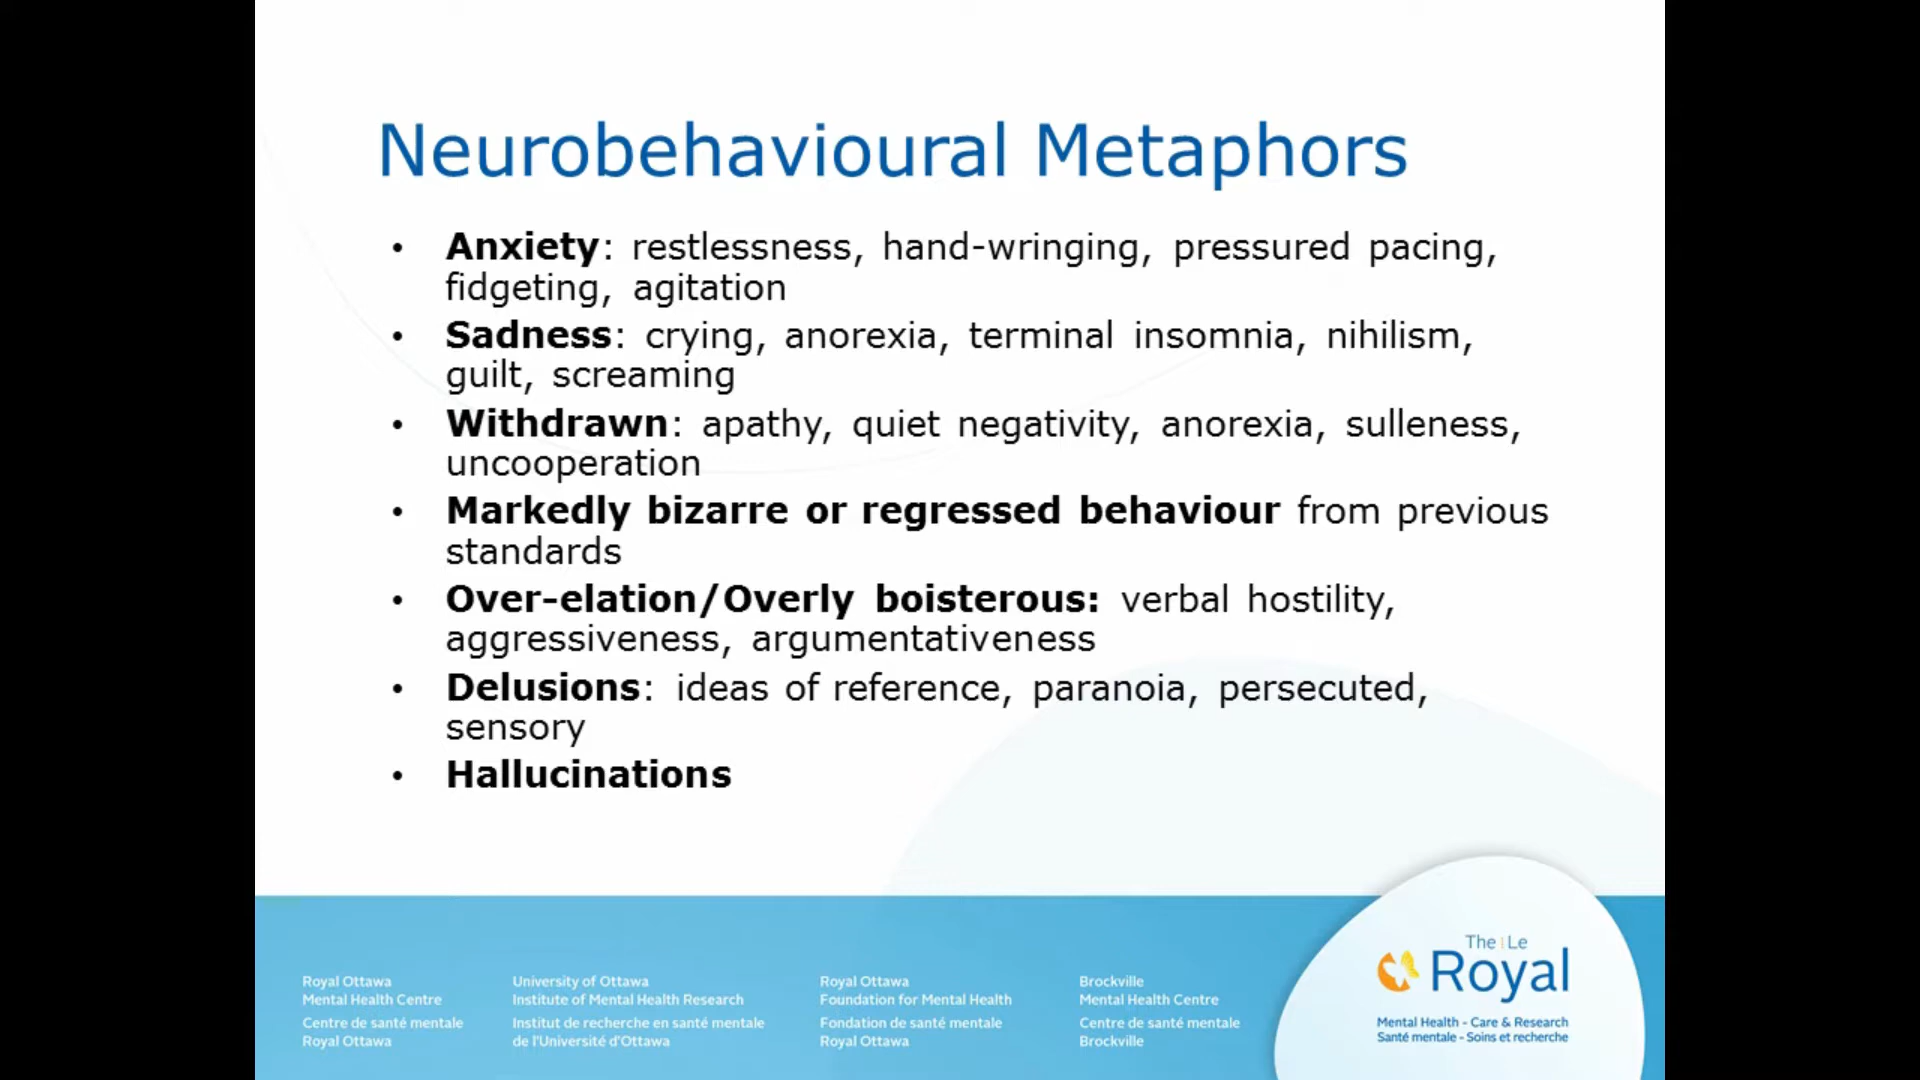 Neurobehavioural Metaphors
• Anxiety: restlessness, hand-wringing, pressured pacing,
fidgeting, agitation
• Sadness: crying, anorexia, terminal insomnia, nihilism,
guilt, screaming
• Withdrawn: apathy, quiet negativity, anorexia, sulleness,
uncooperation
• Markedly bizarre or regressed behaviour from previous
standards
• Over-elation/Overly boisterous: verbal hostility,
aggressiveness, argumentativeness
• Delusions: ideas of reference, paranoia, persecuted,
sensory
• Hallucinations
Royal Ottawa
Mental Health Centre
Centre de santé mentale
Royal Ottawa
University of Ottawa
Institute of Mental Health Research
Institut de recherche en santé mentale
de l'Université d'Ottawa
Royal Ottawa
Foundation for Mental Health
Fondation de santé mentale
Royal Ottawa
Brockville
Mental Health Centre
Centre de santé mentale
Brockville
The Le
Royal
Mental Health - Care & Research
Santé mentale - Soins et recherche